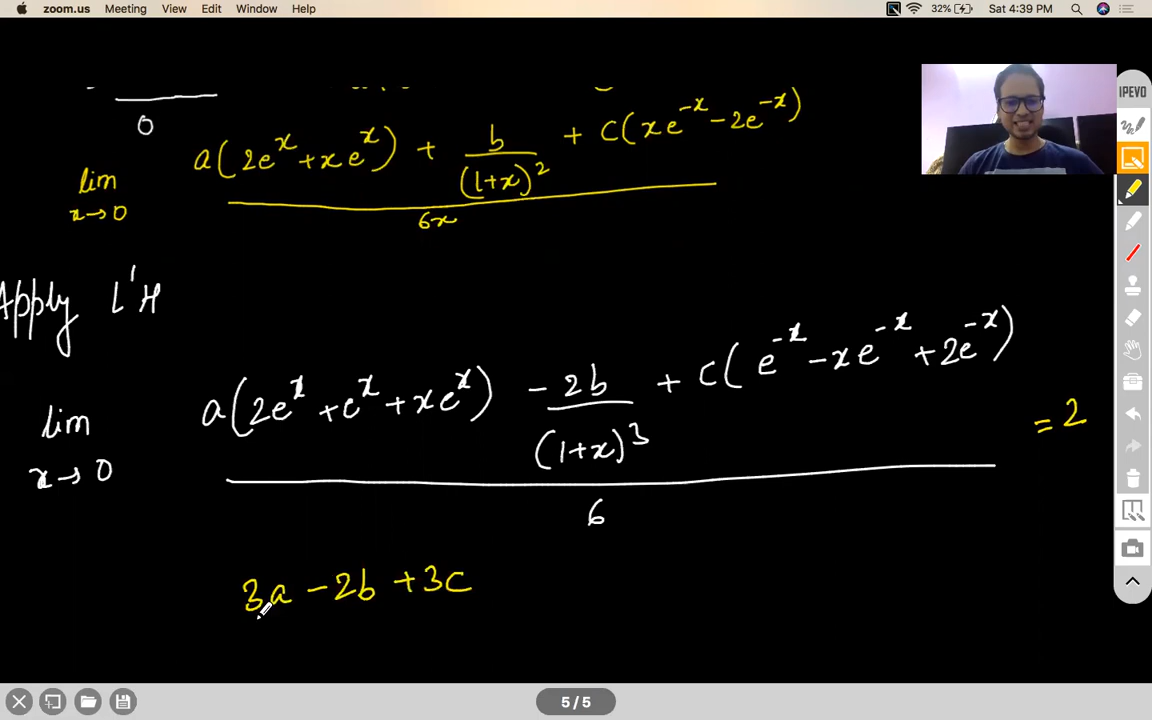 zoom.us Meeting View Edit Window Help 32% Sat 4:39 PM
IPEVO
0
lim x→0 a(2e^x + xe^x) + b/(1+x)^2 + c(xe^-x - 2e^-x)
6x
Apply L'H
lim x→0 a(2e^x + e^x + xe^x) - 2b/(1+x)^3 + c(e^-x - xe^-x + 2e^-x) = 2
6
3a - 2b + 3c
5/5